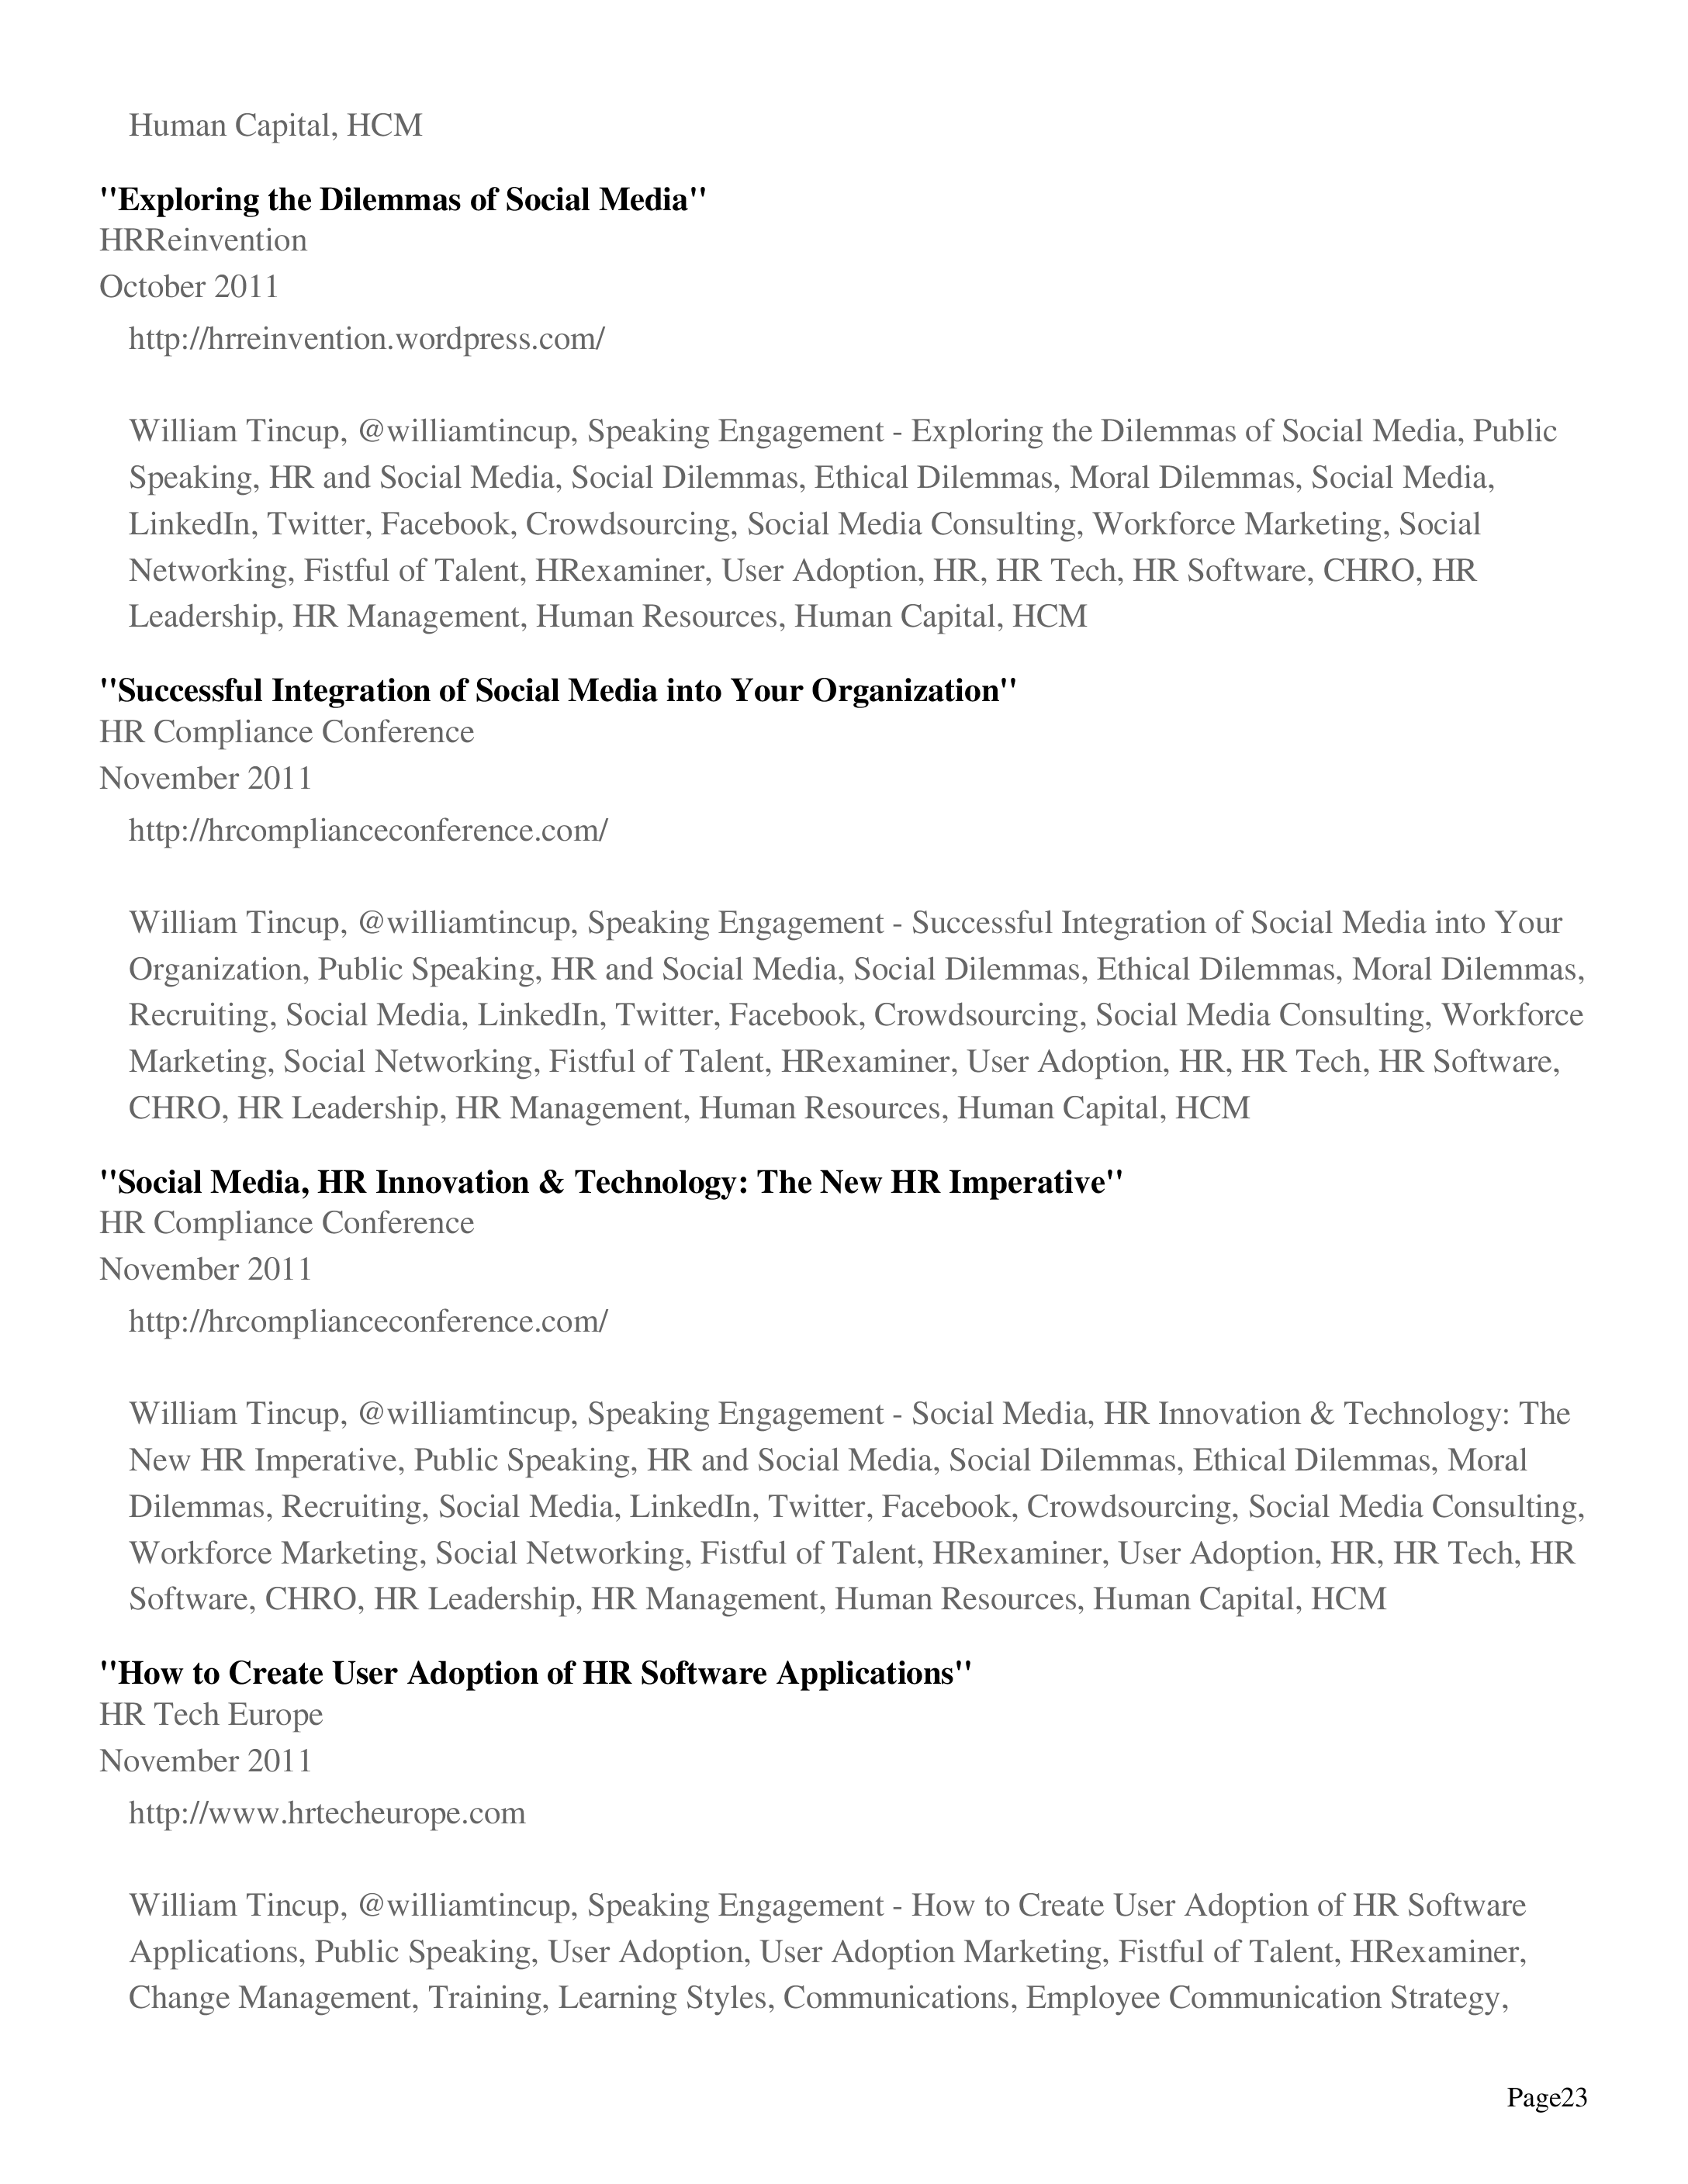 Human Capital, HCM
"Exploring the Dilemmas of Social Media"
HRReinvention
October 2011
http://hrreinvention.wordpress.com/
William Tincup, @williamtincup, Speaking Engagement - Exploring the Dilemmas of Social Media, Public
Speaking, HR and Social Media, Social Dilemmas, Ethical Dilemmas, Moral Dilemmas, Social Media,
LinkedIn, Twitter, Facebook, Crowdsourcing, Social Media Consulting, Workforce Marketing, Social
Networking, Fistful of Talent, HRexaminer, User Adoption, HR, HR Tech, HR Software, CHRO, HR
Leadership, HR Management, Human Resources, Human Capital, HCM
"Successful Integration of Social Media into Your Organization"
HR Compliance Conference
November 2011
http://hrcomplianceconference.com/
William Tincup, @williamtincup, Speaking Engagement - Successful Integration of Social Media into Your
Organization, Public Speaking, HR and Social Media, Social Dilemmas, Ethical Dilemmas, Moral Dilemmas,
Recruiting, Social Media, LinkedIn, Twitter, Facebook, Crowdsourcing, Social Media Consulting, Workforce
Marketing, Social Networking, Fistful of Talent, HRexaminer, User Adoption, HR, HR Tech, HR Software,
CHRO, HR Leadership, HR Management, Human Resources, Human Capital, HCM
"Social Media, HR Innovation & Technology: The New HR Imperative"
HR Compliance Conference
November 2011
http://hrcomplianceconference.com/
William Tincup, @williamtincup, Speaking Engagement - Social Media, HR Innovation & Technology: The
New HR Imperative, Public Speaking, HR and Social Media, Social Dilemmas, Ethical Dilemmas, Moral
Dilemmas, Recruiting, Social Media, LinkedIn, Twitter, Facebook, Crowdsourcing, Social Media Consulting,
Workforce Marketing, Social Networking, Fistful of Talent, HRexaminer, User Adoption, HR, HR Tech, HR
Software, CHRO, HR Leadership, HR Management, Human Resources, Human Capital, HCM
"How to Create User Adoption of HR Software Applications"
HR Tech Europe
November 2011
http://www.hrtecheurope.com
William Tincup, @williamtincup, Speaking Engagement - How to Create User Adoption of HR Software
Applications, Public Speaking, User Adoption, User Adoption Marketing, Fistful of Talent, HRexaminer,
Change Management, Training, Learning Styles, Communications, Employee Communication Strategy,
Page23